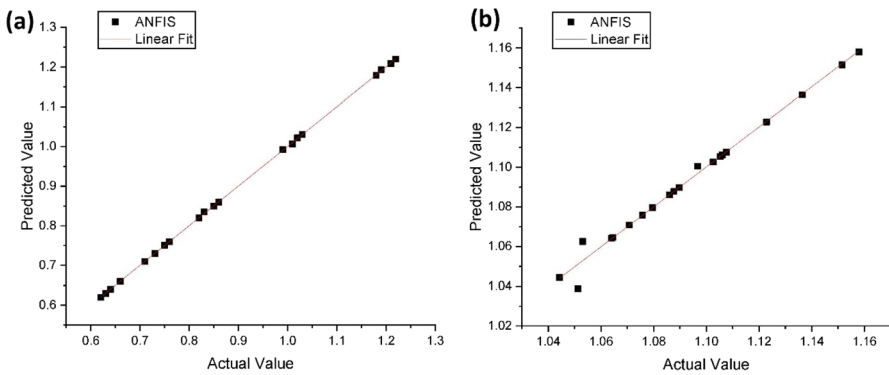 (a)
ANFIS
Linear Fit
1.3
1.2
1.1
1.0
0.9
0.8
0.7
0.6
Predicted Value
0.6 0.7 0.8 0.9 1.0 1.1 1.2 1.3
Actual Value
(b)
ANFIS
Linear Fit
1.16
1.14
1.12
1.10
1.08
1.06
1.04
1.02
Predicted Value
1.04 1.06 1.08 1.10 1.12 1.14 1.16
Actual Value